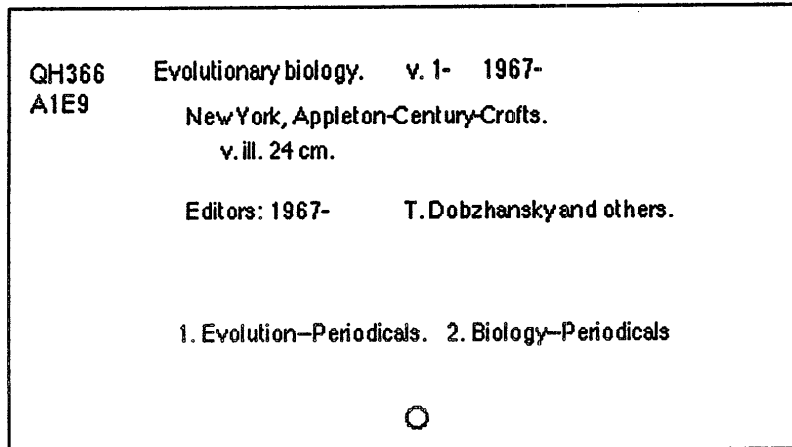 QH366 Evolutionary biology. v. 1- 1967-
A1E9
New York, Appleton-Century-Crofts.
v. ill. 24 cm.
Editors: 1967- T. Dobzhansky and others.
1. Evolution—Periodicals. 2. Biology—Periodicals